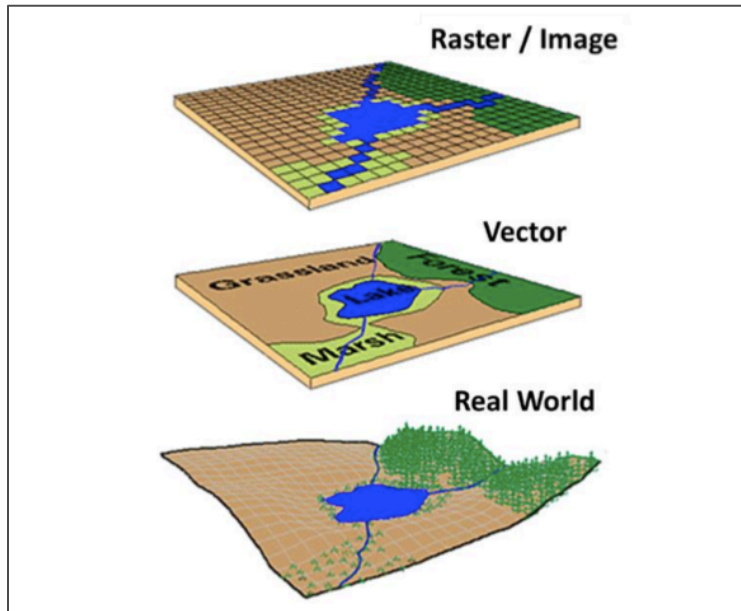 Raster / Image
Vector
Grassland
Forest
Lake
Marsh
Real World